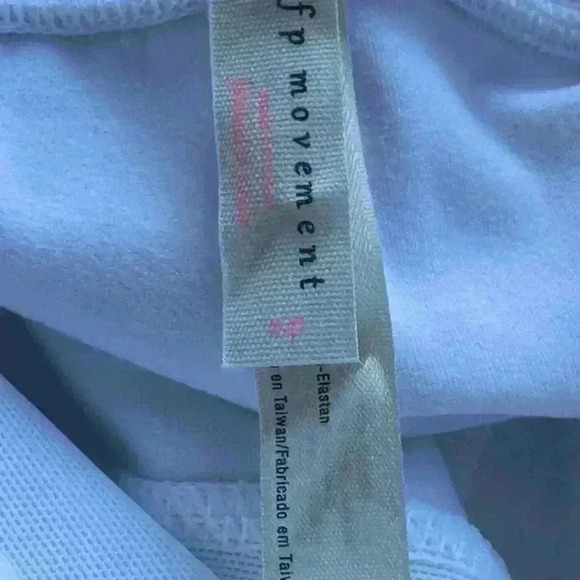 fp movement
-Elastan
en Taiwan/Fabricado em Tai